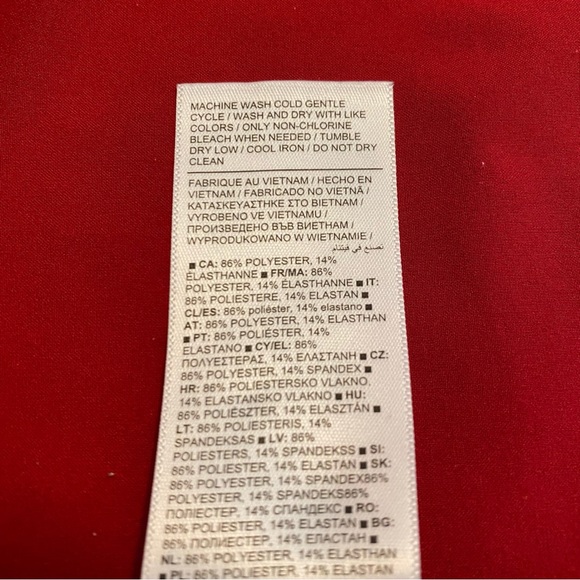 MACHINE WASH COLD GENTLE
CYCLE / WASH AND DRY WITH LIKE
COLORS / ONLY NON-CHLORINE
BLEACH WHEN NEEDED / TUMBLE
DRY LOW / COOL IRON / DO NOT DRY
CLEAN
FABRIQUE AU VIETNAM / HECHO EN
VIETNAM / FABRICADO NO VIETNÃ /
ΚΑΤΑΣΚΕΥΑΣΤΗΚΕ ΣΤΟ ΒΙΕΤΝΑΜ /
VYROBENO VE VIETNAMU /
ПРОИЗВЕДЕНО ВЪВ ВИЕТНАМ /
WYPRODUKOWANO W WIETNAMIE /
نصنع في فيتنام
■ CA: 86% POLYESTER, 14%
ÉLASTHANNE ■ FR/MA: 86%
POLYESTER, 14% ÉLASTHANNE ■ IT:
86% POLIESTERE, 14% ELASTAN ■
CL/ES: 86% poliéster, 14% elastano ■
AT: 86% POLYESTER, 14% ELASTHAN
■ PT: 86% POLIÉSTER, 14%
ELASTANO ■ CY/EL: 86%
ΠΟΛΥΕΣΤΕΡΑΣ, 14% ΕΛΑΣΤΑΝΗ ■ CZ:
86% POLYESTER, 14% SPANDEX ■
HR: 86% POLIESTERSKO VLAKNO,
14% ELASTANSKO VLAKNO ■ HU:
86% POLIÉSZTER, 14% ELASZTÁN ■
LT: 86% POLIESTERIS, 14%
SPANDEKSAS ■ LV: 86%
POLIESTERS, 14% SPANDEKSS ■ SI:
86% POLIESTER, 14% ELASTAN ■ SK:
86% POLYESTER, 14% SPANDEX86%
POLYESTER, 14% SPANDEKS86%
ПОЛИЭСТЕР, 14% СПАНДЕКС ■ RO:
86% POLIESTER, 14% ELASTAN ■ BG:
86% ПОЛИЕСТЕР, 14% ЕЛАСТАН ■
NL: 86% POLYESTER, 14% ELASTHAN
■ PL: 86% POLIESTER, 14% ELASTAN